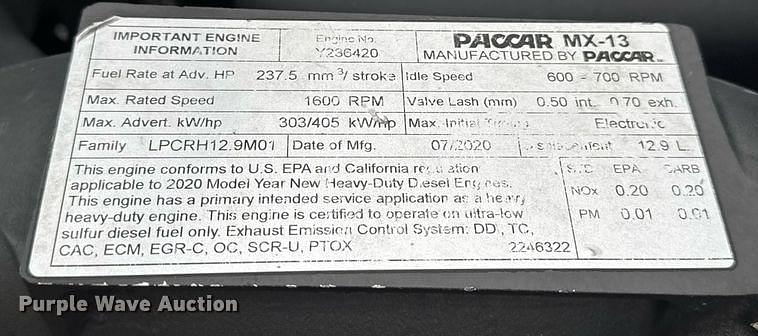 IMPORTANT ENGINE INFORMATION
Engine No. Y236420
PACCAR MX-13
MANUFACTURED BY PACCAR INC
Fuel Rate at Adv. HP 237.5 mm³/ stroke Idle Speed 600 - 700 RPM
Max. Rated Speed 1600 RPM Valve Lash (mm) 0.50 int. 0.70 exh.
Max. Advert. kW/hp 303/405 kW/hp Max. Initial Timing Electronic
Family LPCRH12.9M01 Date of Mfg. 07/2020 Displacement 12.9 L.
This engine conforms to U.S. EPA and California regulation
applicable to 2020 Model Year New Heavy-Duty Diesel Engines.
This engine has a primary intended service application as a heavy
heavy-duty engine. This engine is certified to operate on ultra-low
sulfur diesel fuel only. Exhaust Emission Control System: DDI, TC,
CAC, ECM, EGR-C, OC, SCR-U, PTOX
STD EPA CARB
NOx 0.20 0.20
PM 0.01 0.01
2246322
Purple Wave Auction